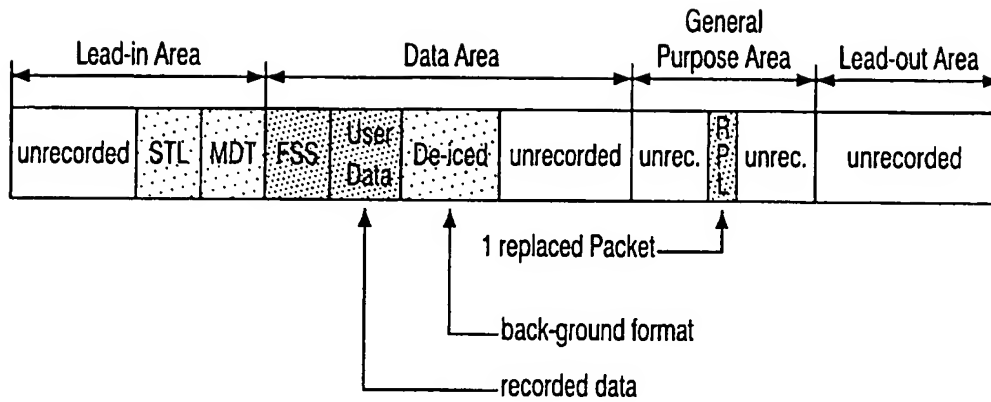 General
Lead-in Area Data Area Purpose Area Lead-out Area
unrecorded STL MDT FSS User Data De-iced unrecorded unrec. RPL unrec. unrecorded
1 replaced Packet
back-ground format
recorded data